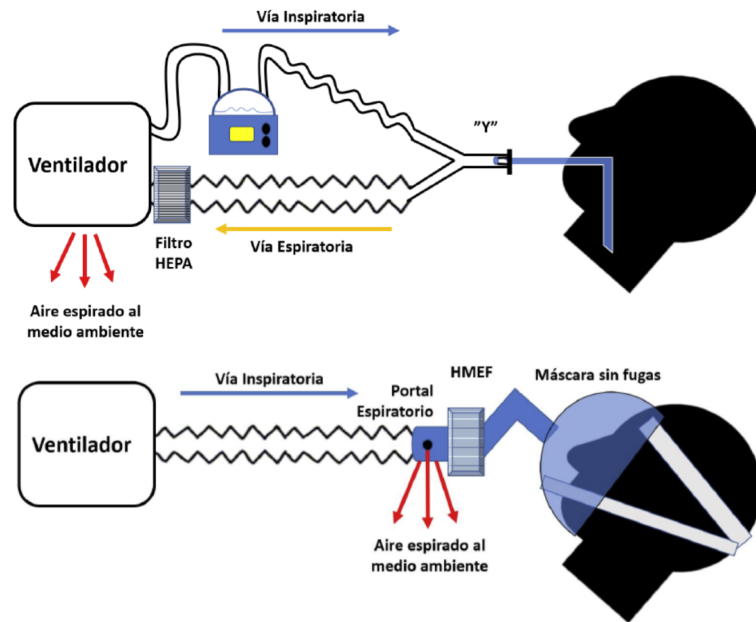 Vía Inspiratoria
"Y"
Ventilador
Filtro
HEPA
Vía Espiratoria
Aire espirado al
medio ambiente
Vía Inspiratoria
Portal
Espiratorio
HMEF
Máscara sin fugas
Ventilador
Aire espirado al
medio ambiente